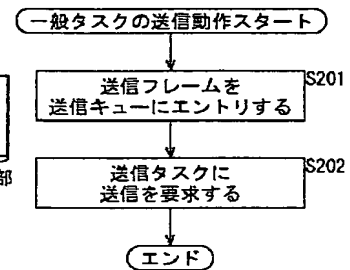 一般タスクの送信動作スタート
S201
送信フレームを
送信キューにエントリする
部
S202
送信タスクに
送信を要求する
エンド